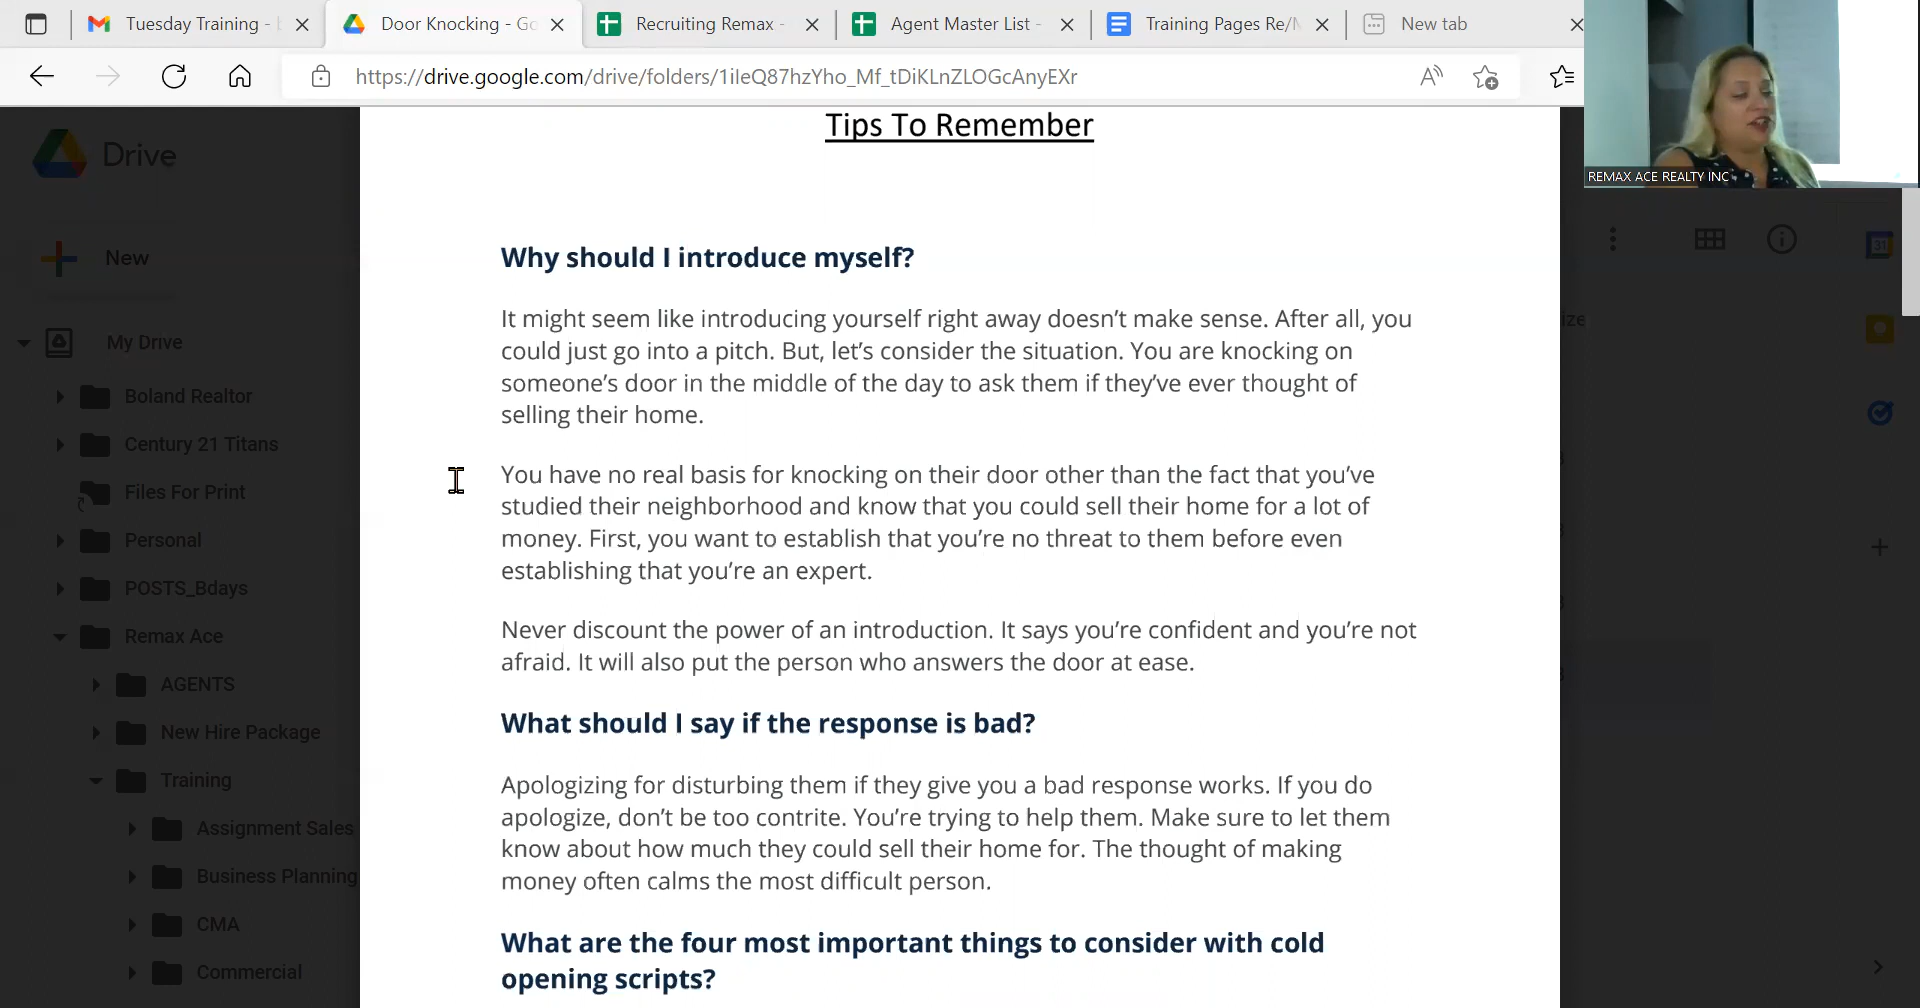 Tuesday Training -
Door Knocking - Go
Recruiting Remax -
Agent Master List -
Training Pages Re/M
New tab
https://drive.google.com/drive/folders/1iIeQ87hzYho_Mf_tDiKLnZLOGcAnyEXr
REMAX ACE REALTY INC
Drive
New
My Drive
Boland Realtor
Century 21 Titans
Files For Print
Personal
POSTS_Bdays
Remax Ace
AGENTS
New Hire Package
Training
Assignment Sales
Business Planning
CMA
Commercial
Tips To Remember
Why should I introduce myself?
It might seem like introducing yourself right away doesn’t make sense. After all, you
could just go into a pitch. But, let’s consider the situation. You are knocking on
someone’s door in the middle of the day to ask them if they’ve ever thought of
selling their home.
You have no real basis for knocking on their door other than the fact that you’ve
studied their neighborhood and know that you could sell their home for a lot of
money. First, you want to establish that you’re no threat to them before even
establishing that you’re an expert.
Never discount the power of an introduction. It says you’re confident and you’re not
afraid. It will also put the person who answers the door at ease.
What should I say if the response is bad?
Apologizing for disturbing them if they give you a bad response works. If you do
apologize, don’t be too contrite. You’re trying to help them. Make sure to let them
know about how much they could sell their home for. The thought of making
money often calms the most difficult person.
What are the four most important things to consider with cold
opening scripts?
31